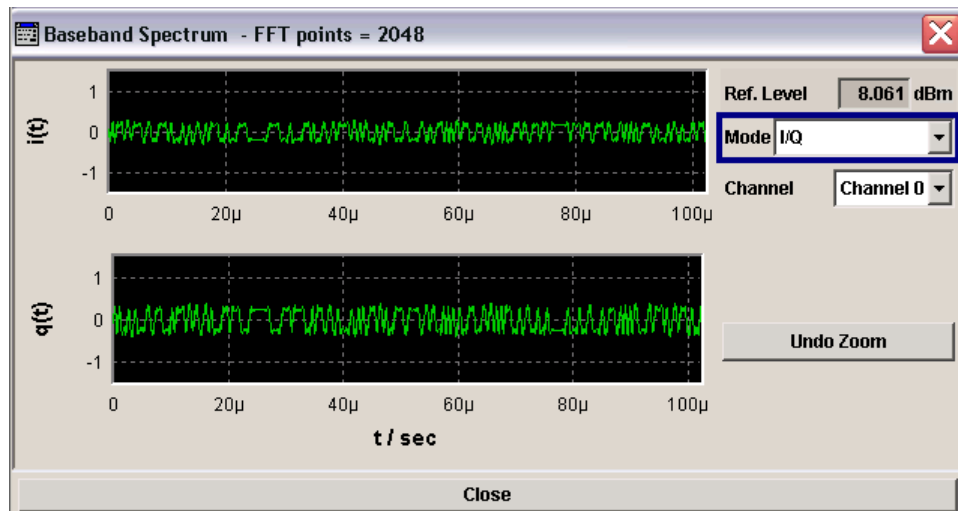 Baseband Spectrum - FFT points = 2048
i(t)
1
0
-1
0 20µ 40µ 60µ 80µ 100µ
q(t)
1
0
-1
0 20µ 40µ 60µ 80µ 100µ
t / sec
Ref. Level 8.061 dBm
Mode I/Q
Channel Channel 0
Undo Zoom
Close